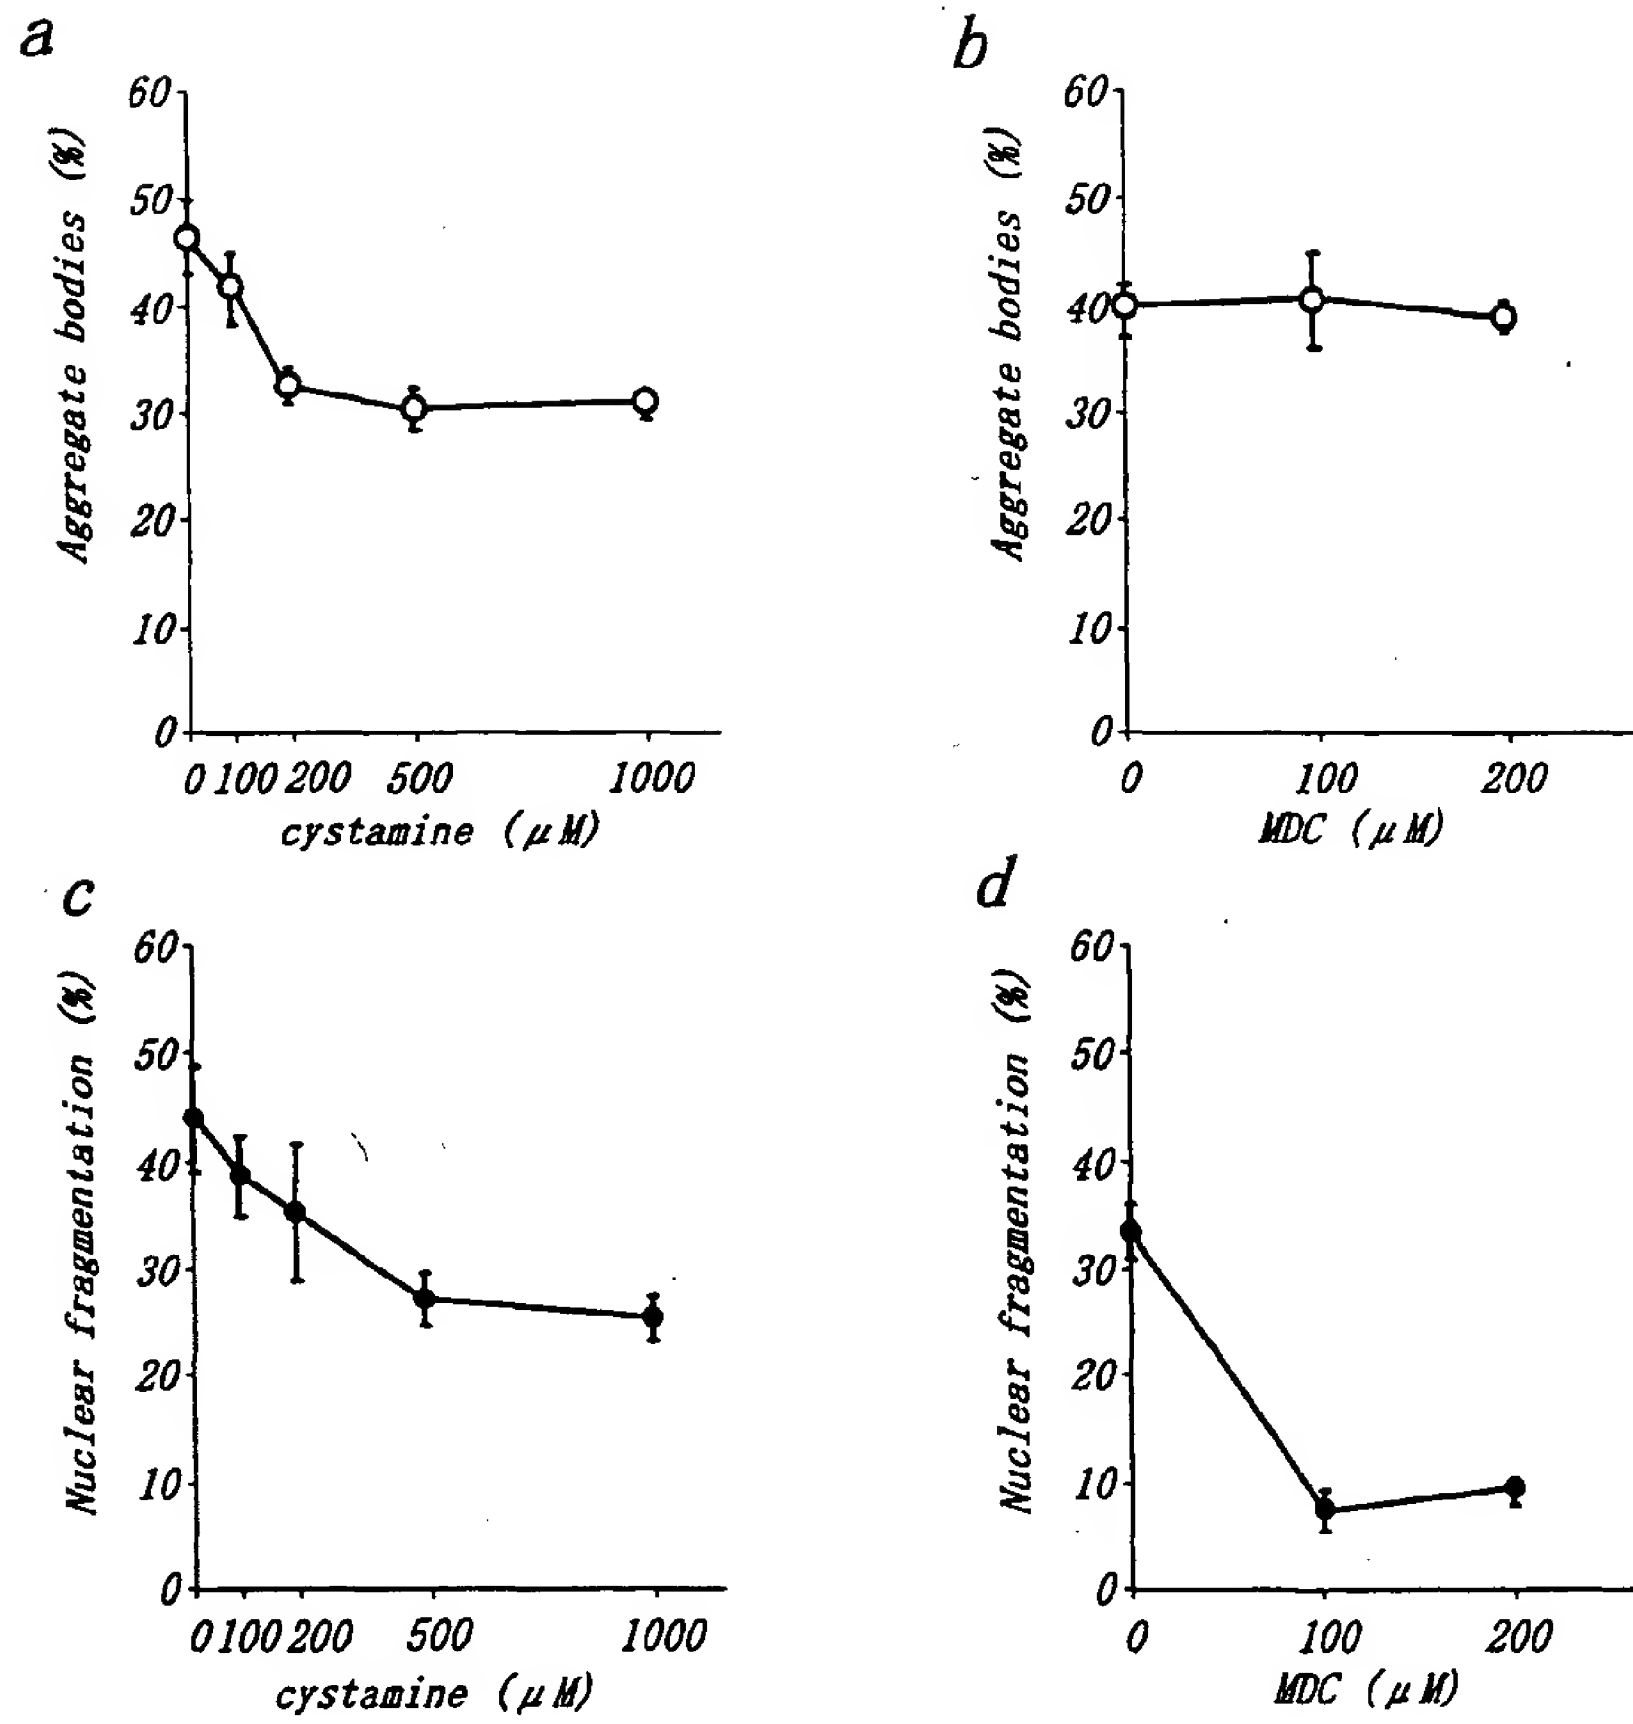 a
60
50
40
30
20
10
0
Aggregate bodies (%)
0 100 200 500 1000
cystamine (μM)
b
60
50
40
30
20
10
0
Aggregate bodies (%)
0 100 200
MDC (μM)
c
60
50
40
30
20
10
0
Nuclear fragmentation (%)
0 100 200 500 1000
cystamine (μM)
d
60
50
40
30
20
10
0
Nuclear fragmentation (%)
0 100 200
MDC (μM)